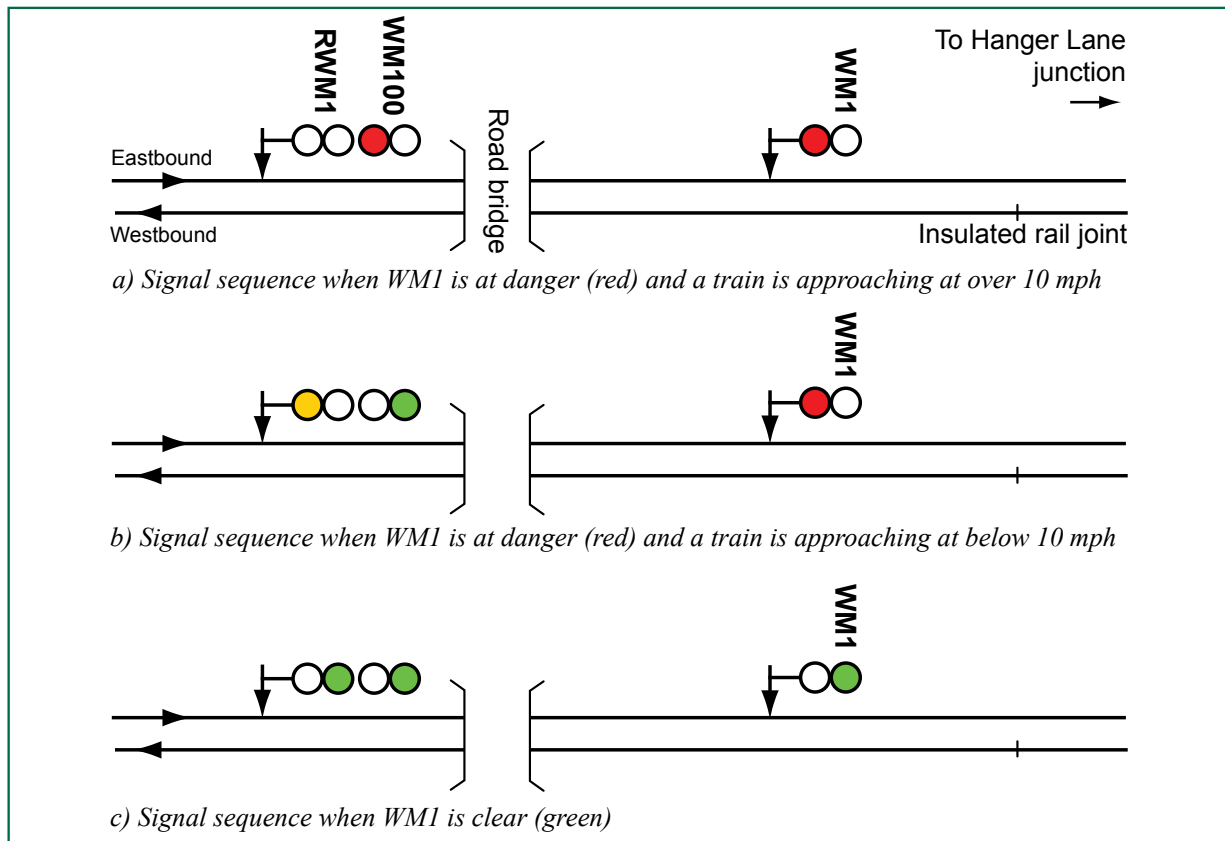 RWM1
WM100
WM1
To Hanger Lane
junction
Road bridge
Eastbound
Westbound
Insulated rail joint
a) Signal sequence when WM1 is at danger (red) and a train is approaching at over 10 mph
WM1
b) Signal sequence when WM1 is at danger (red) and a train is approaching at below 10 mph
WM1
c) Signal sequence when WM1 is clear (green)